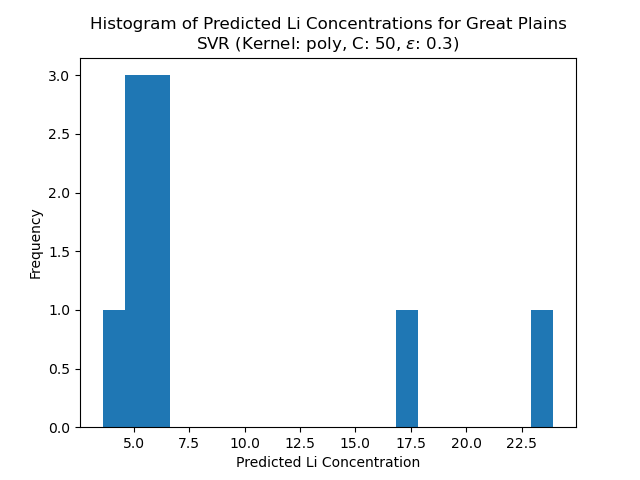 Histogram of Predicted Li Concentrations for Great Plains
SVR (Kernel: poly, C: 50, ε: 0.3)
3.0
2.5
2.0
1.5
1.0
0.5
0.0
Frequency
5.0 7.5 10.0 12.5 15.0 17.5 20.0 22.5
Predicted Li Concentration